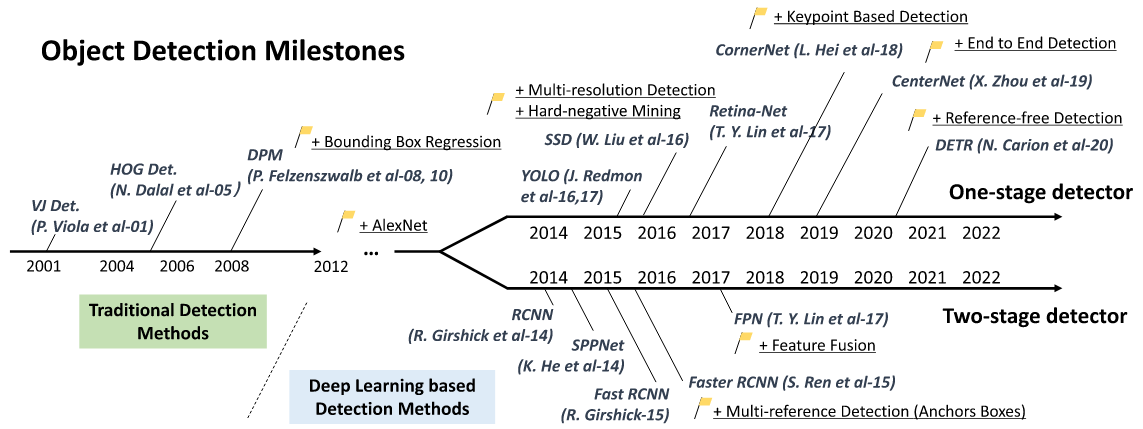 Object Detection Milestones
+ Keypoint Based Detection
CornerNet (L. Hei et al-18)
+ End to End Detection
CenterNet (X. Zhou et al-19)
+ Multi-resolution Detection
+ Hard-negative Mining
Retina-Net
(T. Y. Lin et al-17)
SSD (W. Liu et al-16)
+ Reference-free Detection
DETR (N. Carion et al-20)
+ Bounding Box Regression
DPM
(P. Felzenszwalb et al-08, 10)
HOG Det.
(N. Dalal et al-05)
VJ Det.
(P. Viola et al-01)
YOLO (J. Redmon
et al-16,17)
One-stage detector
+ AlexNet
...
2014 2015 2016 2017 2018 2019 2020 2021 2022
2001 2004 2006 2008 2012
2014 2015 2016 2017 2018 2019 2020 2021 2022
Two-stage detector
Traditional Detection
Methods
RCNN
(R. Girshick et al-14)
FPN (T. Y. Lin et al-17)
+ Feature Fusion
SPPNet
(K. He et al-14)
Deep Learning based
Detection Methods
Fast RCNN
(R. Girshick-15)
Faster RCNN (S. Ren et al-15)
+ Multi-reference Detection (Anchors Boxes)